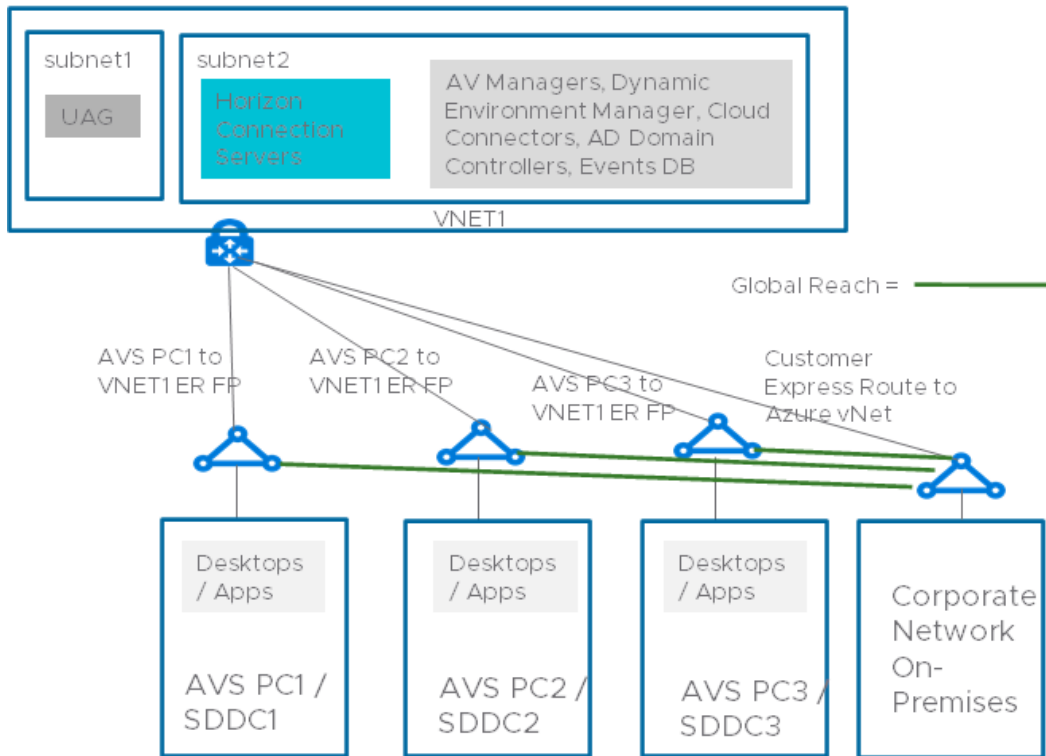 subnet1
UAG
subnet2
Horizon
Connection
Servers
AV Managers, Dynamic
Environment Manager, Cloud
Connectors, AD Domain
Controllers, Events DB
VNET1
Global Reach =
AVS PC1 to
VNET1 ER FP
AVS PC2 to
VNET1 ER FP
AVS PC3 to
VNET1 ER FP
Customer
Express Route to
Azure vNet
Desktops
/ Apps
AVS PC1 /
SDDC1
Desktops
/ Apps
AVS PC2 /
SDDC2
Desktops
/ Apps
AVS PC3 /
SDDC3
Corporate
Network
On-
Premises